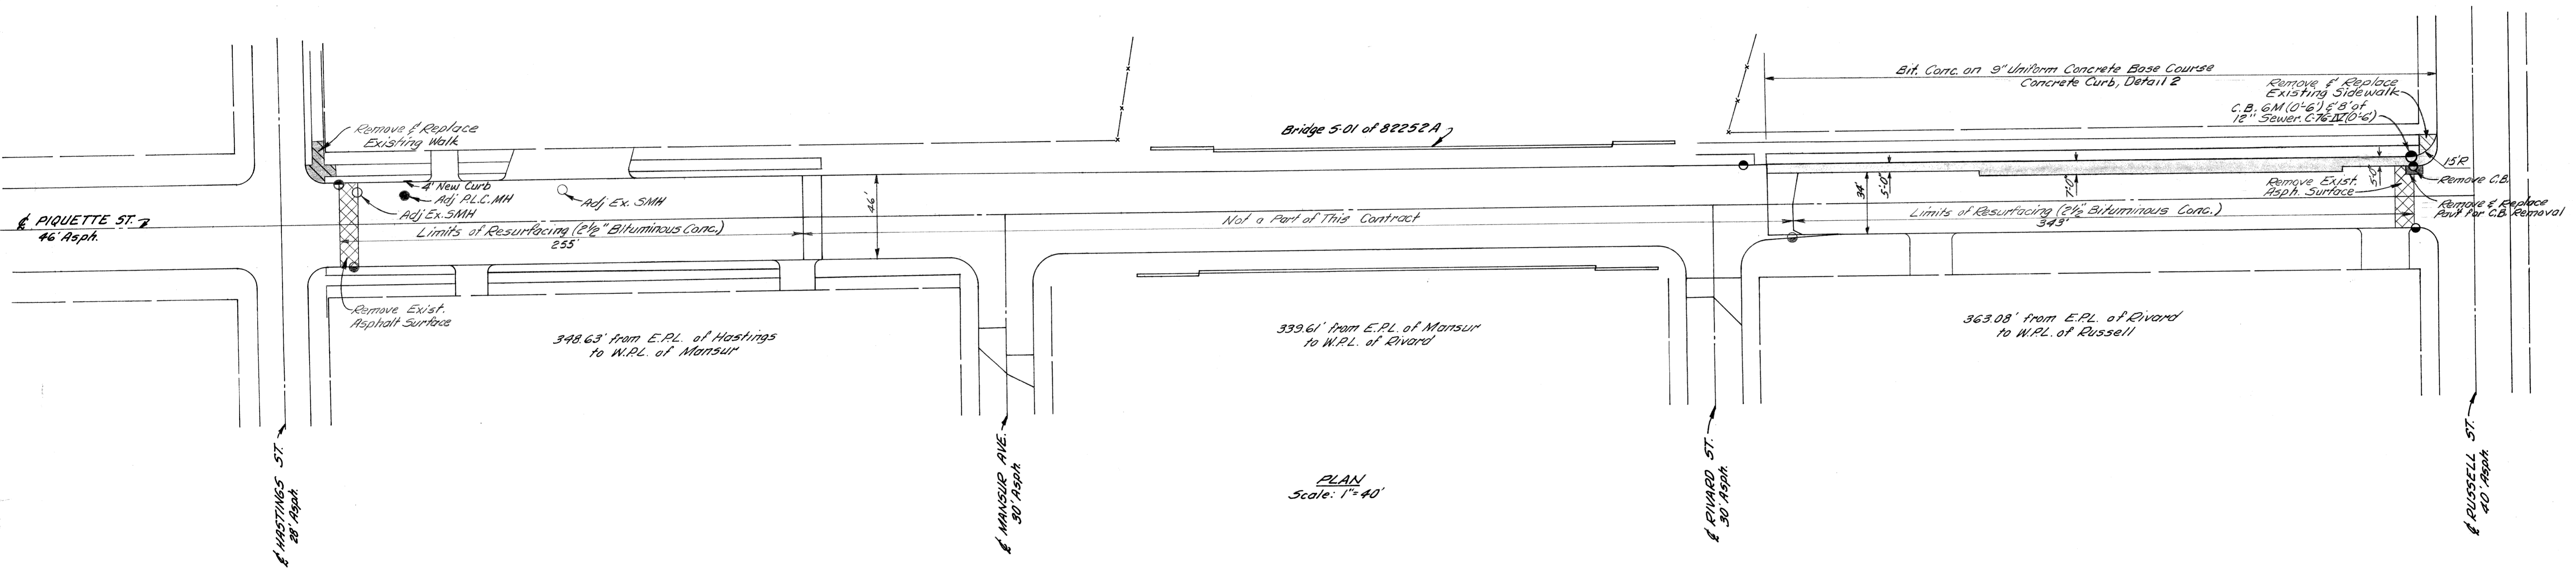 Bit. Conc. on 9" Uniform Concrete Base Course
Concrete Curb, Detail 2
Remove & Replace
Existing Sidewalk
C.B. 6M (0'-6') & 8' of
12" Sewer. C-76-IV (0'-6')
Remove & Replace
Existing Walk
Bridge S-01 of 82252A
15'R
4' New Curb
Adj P.L.C. MH
Adj Ex. SMH
Adj Ex. SMH
46'
34'
5'-0"
7'-0"
5'-0"
Remove Exist.
Asph. Surface
Remove C.B.
Remove & Replace
Pav't for C.B. Removal
℄ PIQUETTE ST.
46' Asph.
Limits of Resurfacing (2½" Bituminous Conc.)
255'
Not a Part of This Contract
Limits of Resurfacing (2½" Bituminous Conc.)
343'
Remove Exist.
Asphalt Surface
348.63' from E.P.L. of Hastings
to W.P.L. of Mansur
339.61' from E.P.L. of Mansur
to W.P.L. of Rivard
363.08' from E.P.L. of Rivard
to W.P.L. of Russell
℄ HASTINGS ST.
28' Asph.
℄ MANSUR AVE.
30' Asph.
PLAN
Scale: 1"=40'
℄ RIVARD ST.
30' Asph.
℄ RUSSELL ST.
40' Asph.